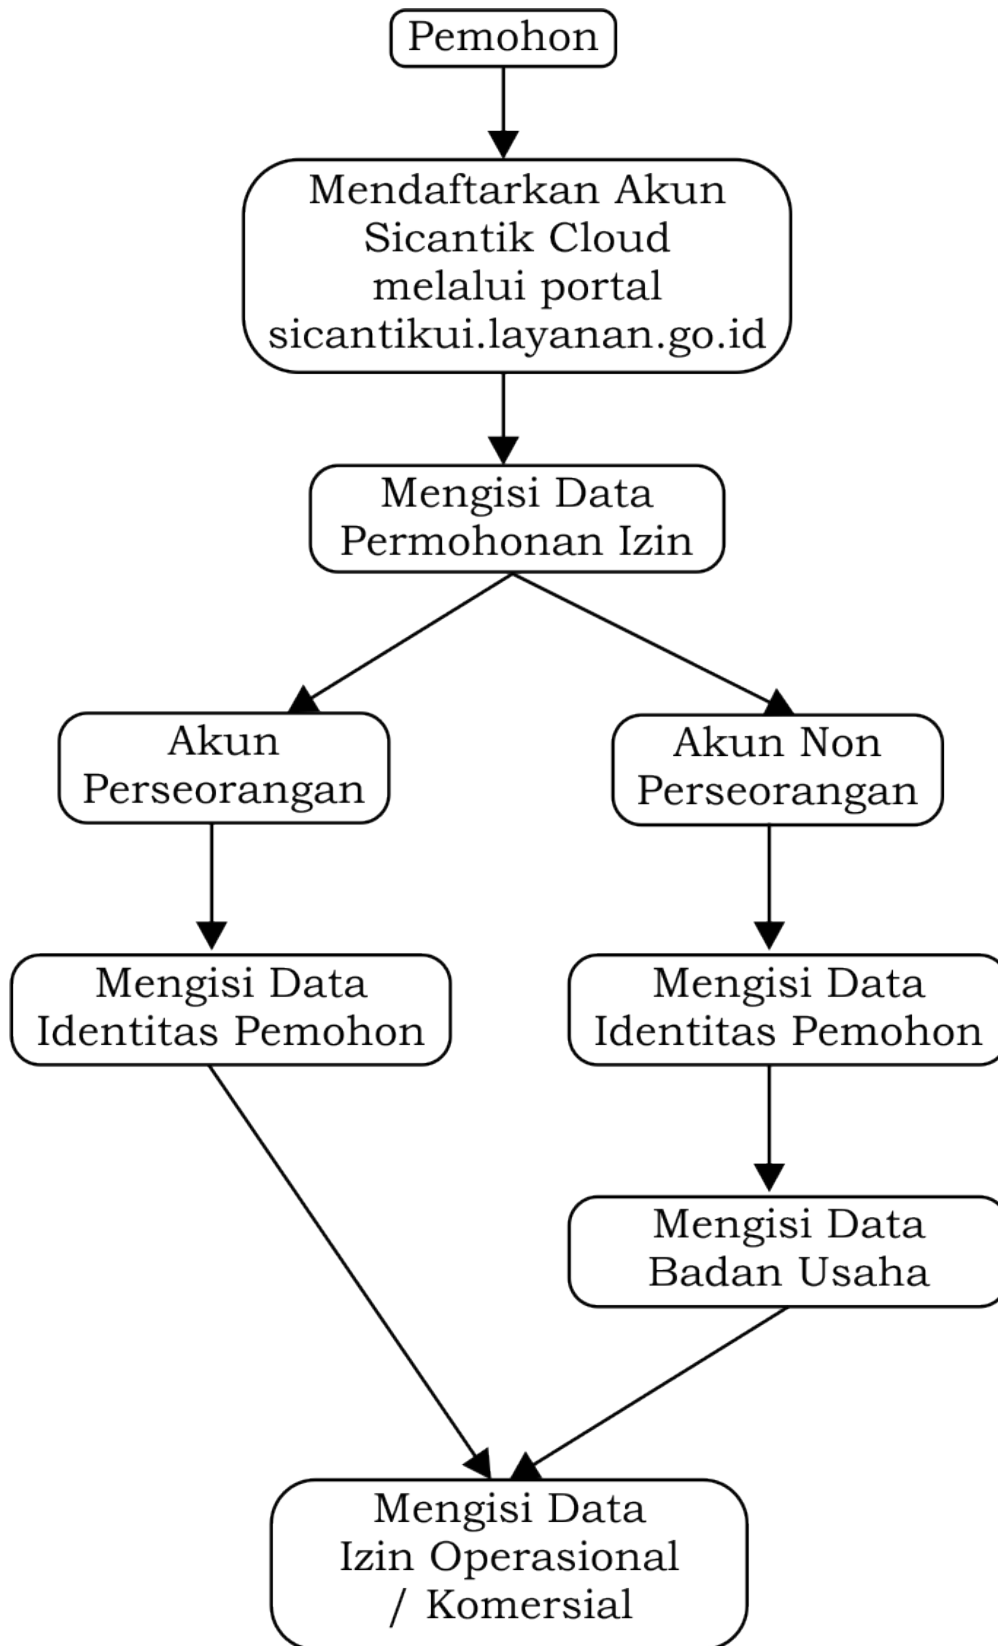 Pemohon
Mendaftarkan Akun
Sicantik Cloud
melalui portal
sicantikui.layanan.go.id
Mengisi Data
Permohonan Izin
Akun
Perseorangan
Akun Non
Perseorangan
Mengisi Data
Identitas Pemohon
Mengisi Data
Identitas Pemohon
Mengisi Data
Badan Usaha
Mengisi Data
Izin Operasional
/ Komersial